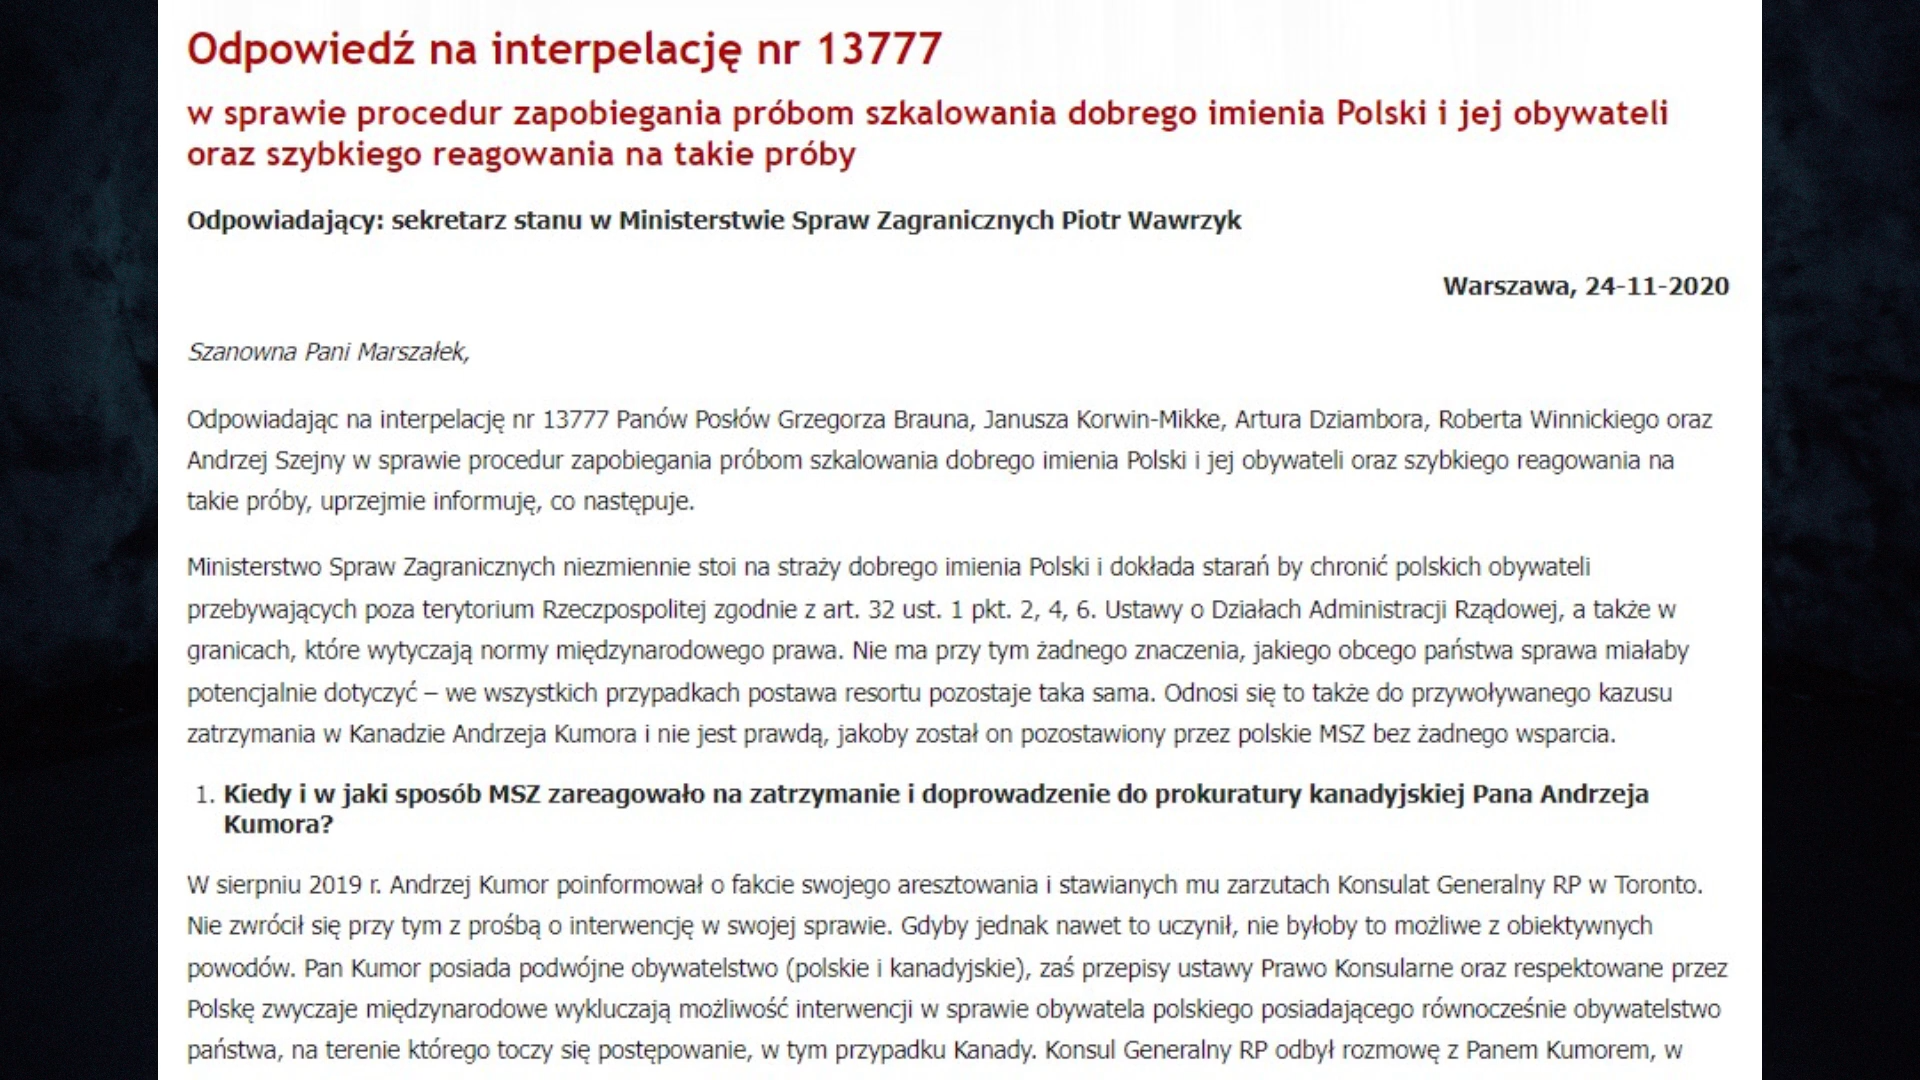 Odpowiedź na interpelację nr 13777
w sprawie procedur zapobiegania próbom szkalowania dobrego imienia Polski i jej obywateli
oraz szybkiego reagowania na takie próby
Odpowiadający: sekretarz stanu w Ministerstwie Spraw Zagranicznych Piotr Wawrzyk
Warszawa, 24-11-2020
Szanowna Pani Marszałek,
Odpowiadając na interpelację nr 13777 Panów Posłów Grzegorza Brauna, Janusza Korwin-Mikke, Artura Dziambora, Roberta Winnickiego oraz
Andrzej Szejny w sprawie procedur zapobiegania próbom szkalowania dobrego imienia Polski i jej obywateli oraz szybkiego reagowania na
takie próby, uprzejmie informuję, co następuje.
Ministerstwo Spraw Zagranicznych niezmiennie stoi na straży dobrego imienia Polski i dokłada starań by chronić polskich obywateli
przebywających poza terytorium Rzeczpospolitej zgodnie z art. 32 ust. 1 pkt. 2, 4, 6. Ustawy o Działach Administracji Rządowej, a także w
granicach, które wytyczają normy międzynarodowego prawa. Nie ma przy tym żadnego znaczenia, jakiego obcego państwa sprawa miałaby
potencjalnie dotyczyć – we wszystkich przypadkach postawa resortu pozostaje taka sama. Odnosi się to także do przywoływanego kazusu
zatrzymania w Kanadzie Andrzeja Kumora i nie jest prawdą, jakoby został on pozostawiony przez polskie MSZ bez żadnego wsparcia.
1. Kiedy i w jaki sposób MSZ zareagowało na zatrzymanie i doprowadzenie do prokuratury kanadyjskiej Pana Andrzeja
Kumora?
W sierpniu 2019 r. Andrzej Kumor poinformował o fakcie swojego aresztowania i stawianych mu zarzutach Konsulat Generalny RP w Toronto.
Nie zwrócił się przy tym z prośbą o interwencję w swojej sprawie. Gdyby jednak nawet to uczynił, nie byłoby to możliwe z obiektywnych
powodów. Pan Kumor posiada podwójne obywatelstwo (polskie i kanadyjskie), zaś przepisy ustawy Prawo Konsularne oraz respektowane przez
Polskę zwyczaje międzynarodowe wykluczają możliwość interwencji w sprawie obywatela polskiego posiadającego równocześnie obywatelstwo
państwa, na terenie którego toczy się postępowanie, w tym przypadku Kanady. Konsul Generalny RP odbył rozmowę z Panem Kumorem, w